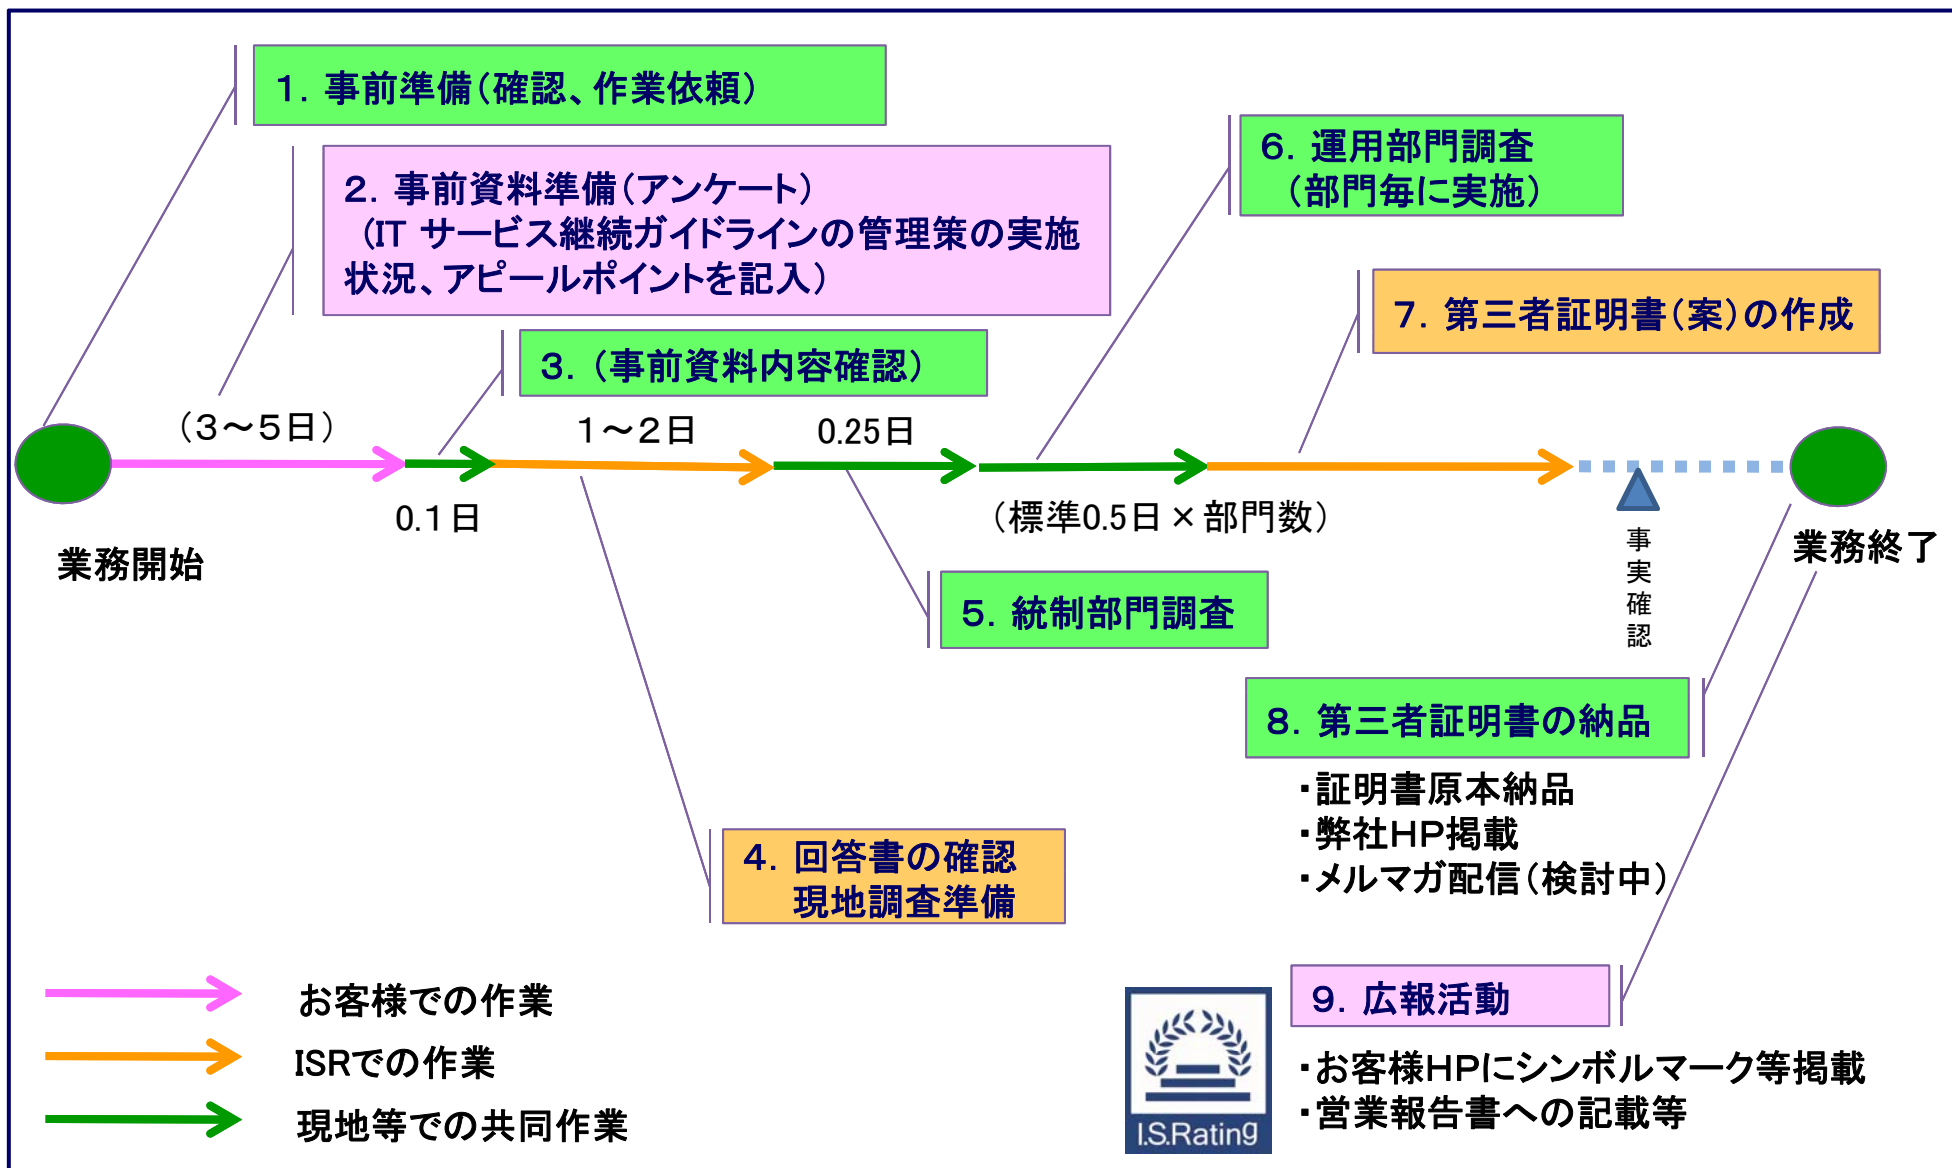 1. 事前準備(確認、作業依頼)
2. 事前資料準備(アンケート)
(IT サービス継続ガイドラインの管理策の実施
状況、アピールポイントを記入)
3. (事前資料内容確認)
6. 運用部門調査
(部門毎に実施)
7. 第三者証明書(案)の作成
(3~5日)
1~2日
0.25日
0.1日
(標準0.5日×部門数)
業務開始
事実確認
業務終了
5. 統制部門調査
8. 第三者証明書の納品
・証明書原本納品
・弊社HP掲載
・メルマガ配信(検討中)
4. 回答書の確認
現地調査準備
9. 広報活動
・お客様HPにシンボルマーク等掲載
・営業報告書への記載等
お客様での作業
ISRでの作業
現地等での共同作業
I.S.Rating